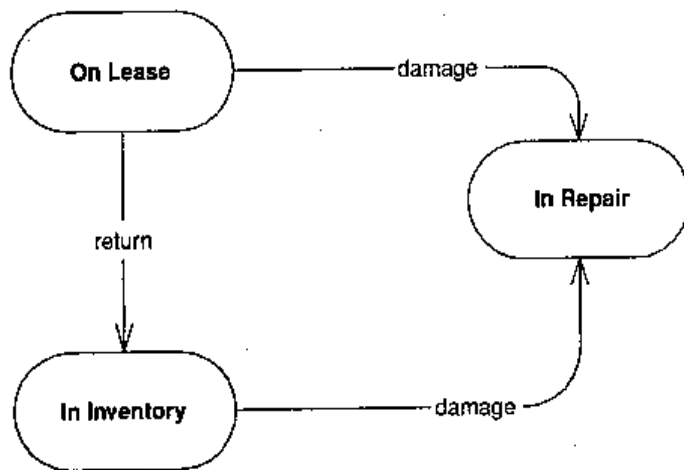 On Lease
damage
In Repair
return
In Inventory
damage